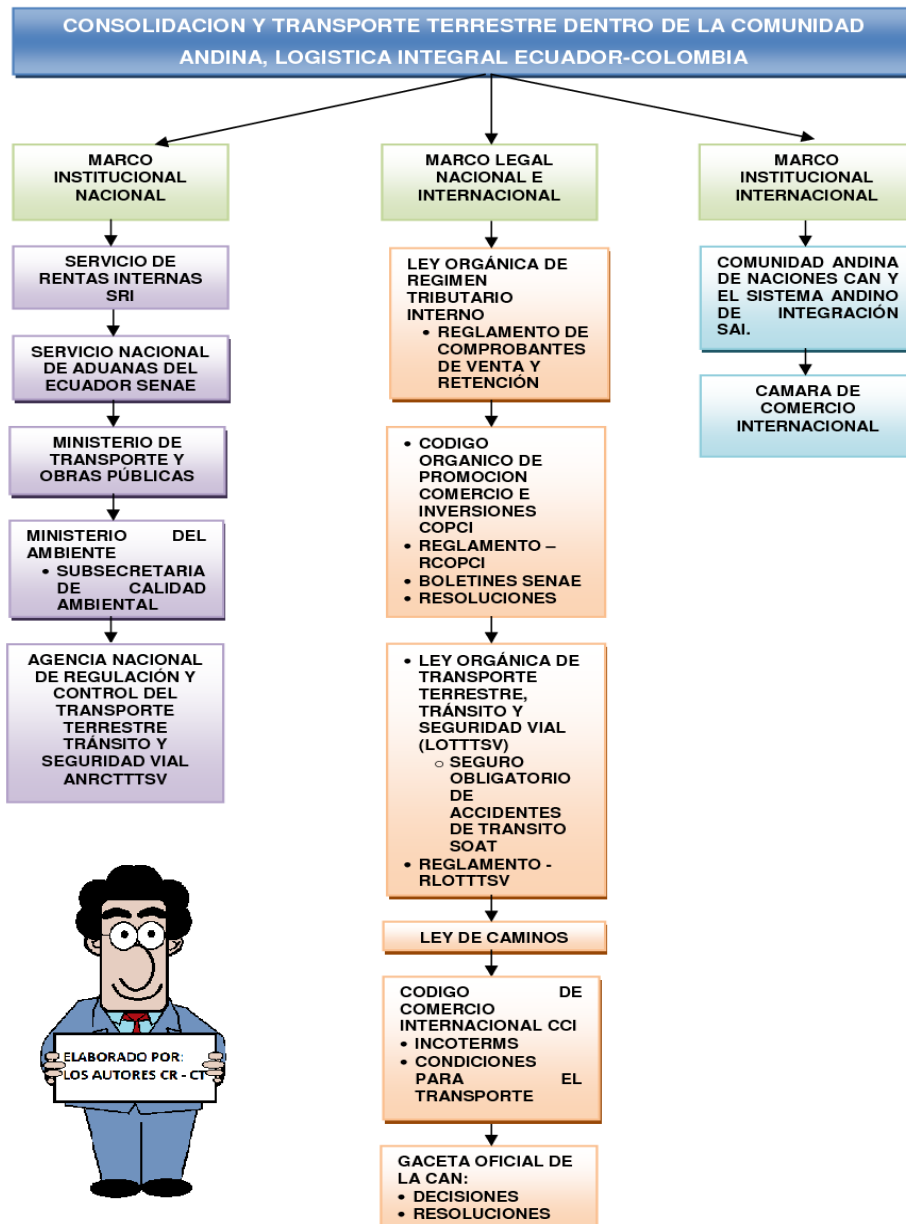 CONSOLIDACION Y TRANSPORTE TERRESTRE DENTRO DE LA COMUNIDAD
ANDINA, LOGISTICA INTEGRAL ECUADOR-COLOMBIA
MARCO
INSTITUCIONAL
NACIONAL
SERVICIO DE
RENTAS INTERNAS
SRI
SERVICIO NACIONAL
DE ADUANAS DEL
ECUADOR SENAE
MINISTERIO DE
TRANSPORTE Y
OBRAS PÚBLICAS
MINISTERIO DEL
AMBIENTE
• SUBSECRETARIA
DE CALIDAD
AMBIENTAL
AGENCIA NACIONAL
DE REGULACIÓN Y
CONTROL DEL
TRANSPORTE
TERRESTRE
TRÁNSITO Y
SEGURIDAD VIAL
ANRCTTTSV
MARCO LEGAL
NACIONAL E
INTERNACIONAL
LEY ORGÁNICA DE
REGIMEN
TRIBUTARIO
INTERNO
• REGLAMENTO DE
COMPROBANTES
DE VENTA Y
RETENCIÓN
• CODIGO
ORGANICO DE
PROMOCION
COMERCIO E
INVERSIONES
COPCI
• REGLAMENTO –
RCOPCI
• BOLETINES SENAE
• RESOLUCIONES
• LEY ORGÁNICA DE
TRANSPORTE
TERRESTRE,
TRÁNSITO Y
SEGURIDAD VIAL
(LOTTTSV)
○ SEGURO
OBLIGATORIO
DE
ACCIDENTES
DE TRANSITO
SOAT
• REGLAMENTO -
RLOTTTSV
LEY DE CAMINOS
CODIGO DE
COMERCIO
INTERNACIONAL CCI
• INCOTERMS
• CONDICIONES
PARA EL
TRANSPORTE
GACETA OFICIAL DE
LA CAN:
• DECISIONES
• RESOLUCIONES
MARCO
INSTITUCIONAL
INTERNACIONAL
COMUNIDAD ANDINA
DE NACIONES CAN Y
EL SISTEMA ANDINO
DE INTEGRACIÓN
SAI.
CAMARA DE
COMERCIO
INTERNACIONAL
ELABORADO POR:
LOS AUTORES CR - CT